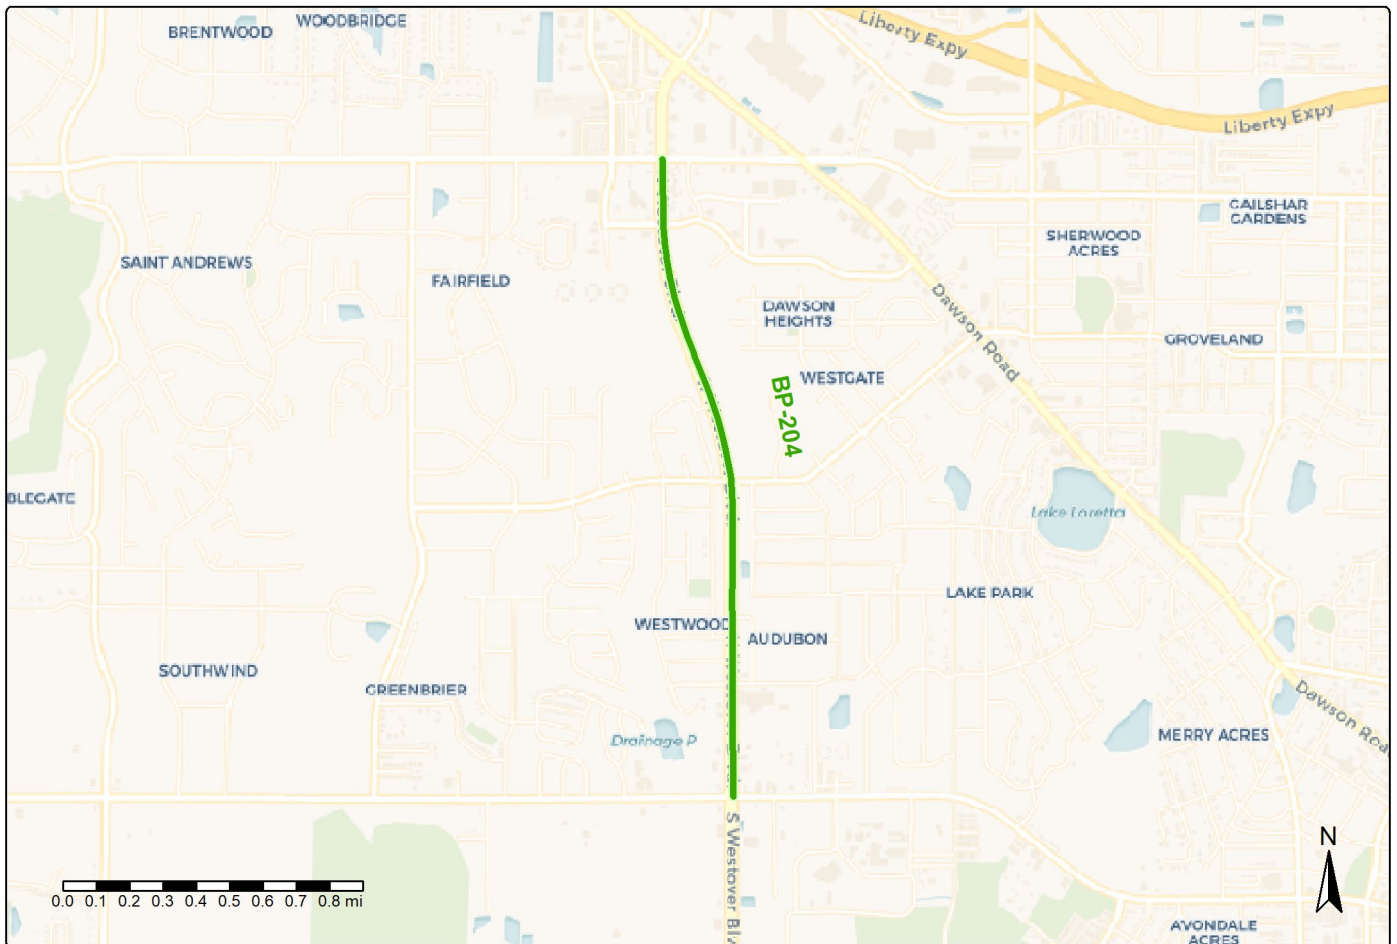 WOODBRIDGE
BRENTWOOD
Liberty Expy
Liberty Expy
GAILSHAR
GARDENS
SHERWOOD
ACRES
SAINT ANDREWS
FAIRFIELD
DAWSON
HEIGHTS
Dawson Road
GROVELAND
WESTGATE
BP-204
BLEGATE
Lake Loretta
LAKE PARK
WESTWOOD
AUDUBON
SOUTHWIND
GREENBRIER
Dawson Roa
MERRY ACRES
Drainage P
S Westover Blv
N
0.0 0.1 0.2 0.3 0.4 0.5 0.6 0.7 0.8 mi
AVONDALE
ACRES